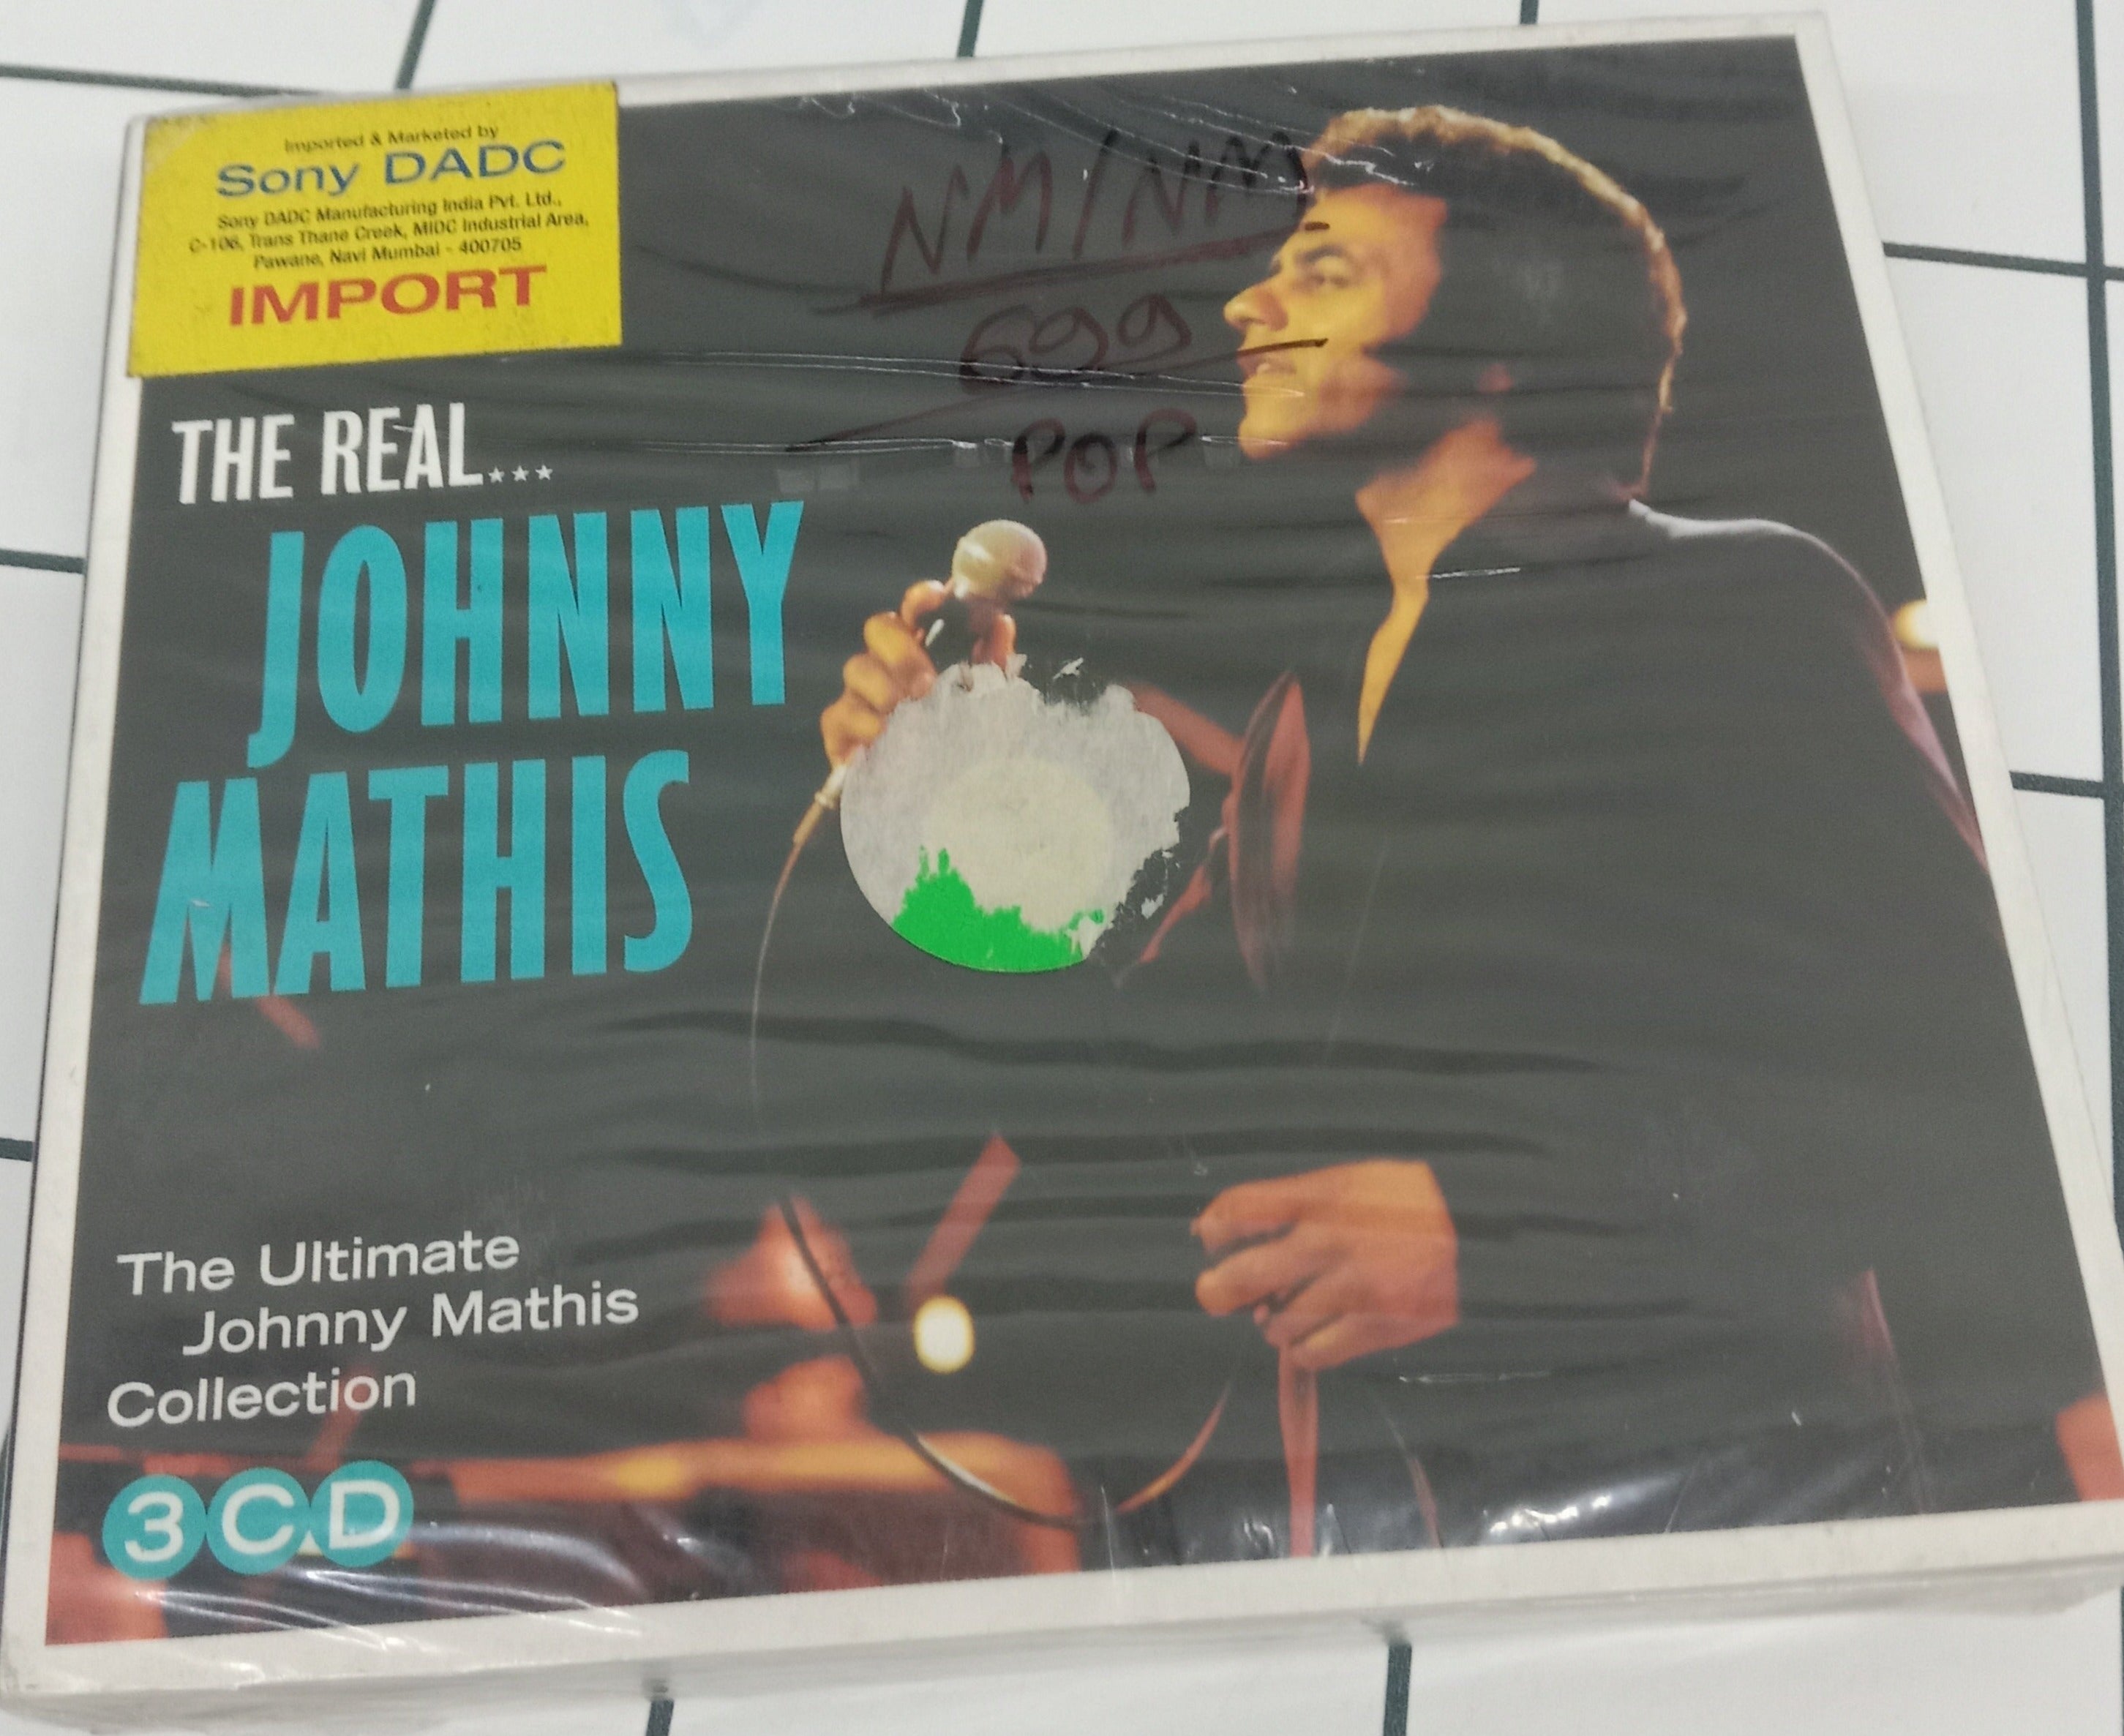 Imported & Marketed by
Sony DADC
Sony DADC Manufacturing India Pvt. Ltd.,
C-106, Trans Thane Creek, MIDC Industrial Area,
Pawane, Navi Mumbai - 400705
IMPORT
NM/NM
699
POP
THE REAL...
JOHNNY
MATHIS
The Ultimate
Johnny Mathis
Collection
3CD